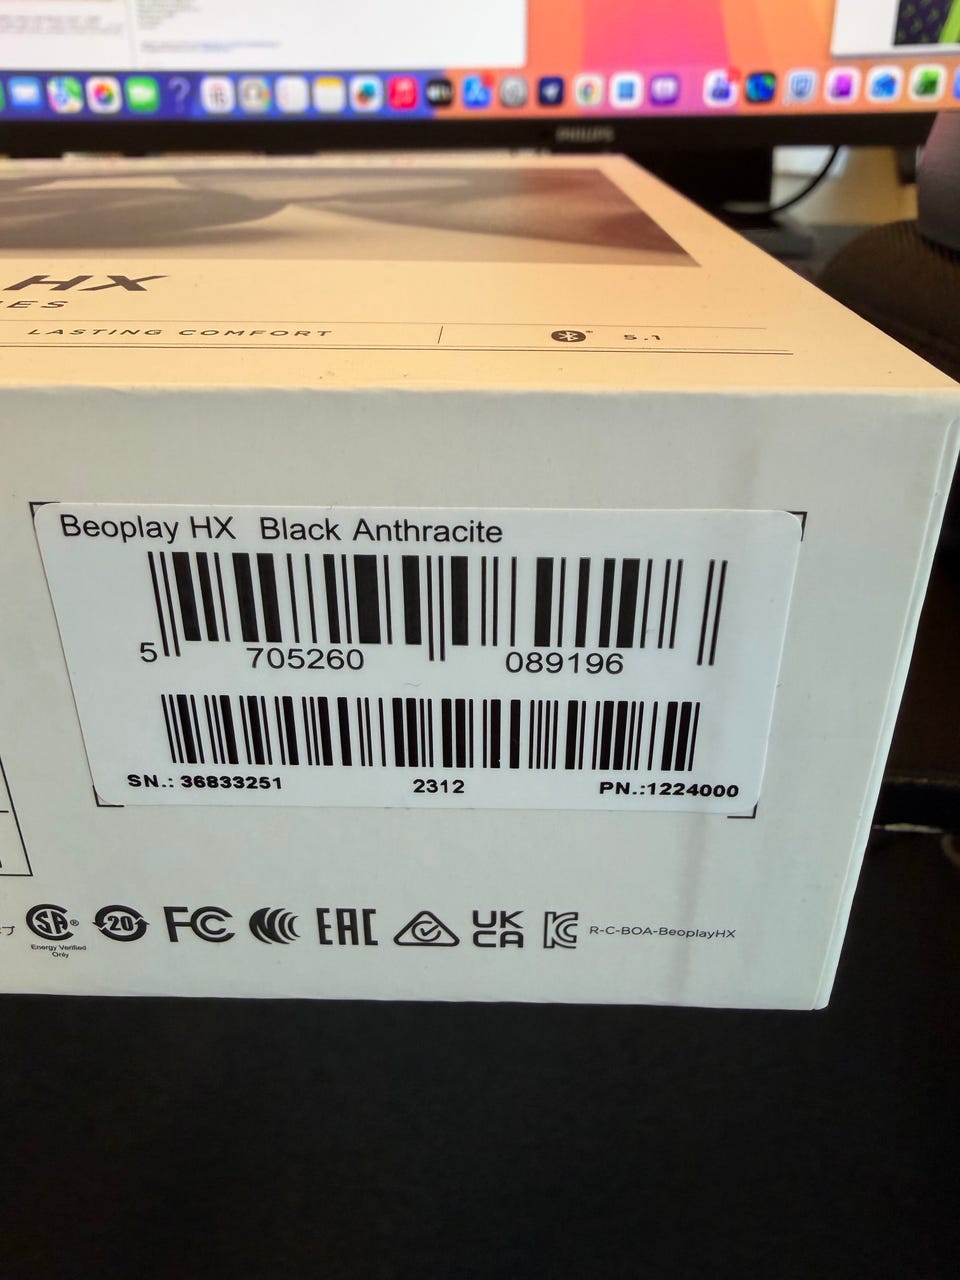 PHILIPS
HX
LASTING COMFORT
5.1
Beoplay HX Black Anthracite
5 705260 089196
SN.: 36833251 2312 PN.:1224000
SA®
Energy Verified
Only
20
FC
EAC
UK
CA
R-C-BOA-BeoplayHX